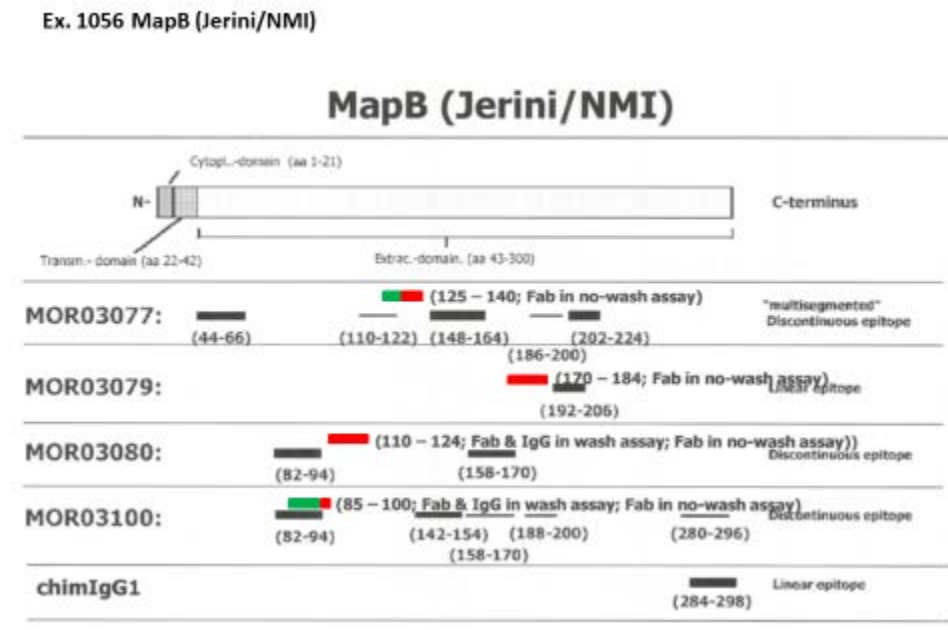 Ex. 1056 MapB (Jerini/NMI)
MapB (Jerini/NMI)
Cytopl.-domain (aa 1-21)
N-
C-terminus
Transm.- domain (aa 22-42)
Extrac.-domain. (aa 43-300)
(125 – 140; Fab in no-wash assay)
"multisegmented"
MOR03077:
Discontinuous epitope
(44-66)
(110-122)
(148-164)
(202-224)
(186-200)
(170 – 184; Fab in no-wash assay)
MOR03079:
Linear epitope
(192-206)
(110 – 124; Fab & IgG in wash assay; Fab in no-wash assay))
MOR03080:
Discontinuous epitope
(82-94)
(158-170)
(85 – 100; Fab & IgG in wash assay; Fab in no-wash assay)
MOR03100:
Discontinuous epitope
(82-94)
(142-154)
(188-200)
(280-296)
(158-170)
chimIgG1
Linear epitope
(284-298)